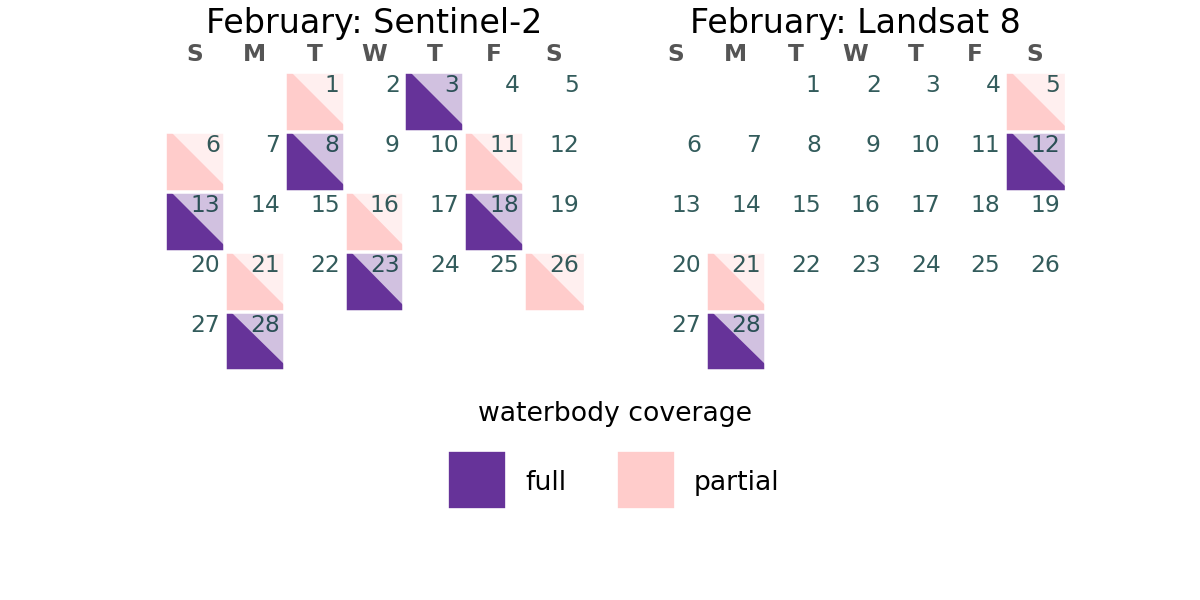 February: Sentinel-2
S M T W T F S
1 2 3 4 5
6 7 8 9 10 11 12
13 14 15 16 17 18 19
20 21 22 23 24 25 26
27 28
February: Landsat 8
S M T W T F S
1 2 3 4 5
6 7 8 9 10 11 12
13 14 15 16 17 18 19
20 21 22 23 24 25 26
27 28
waterbody coverage
full partial